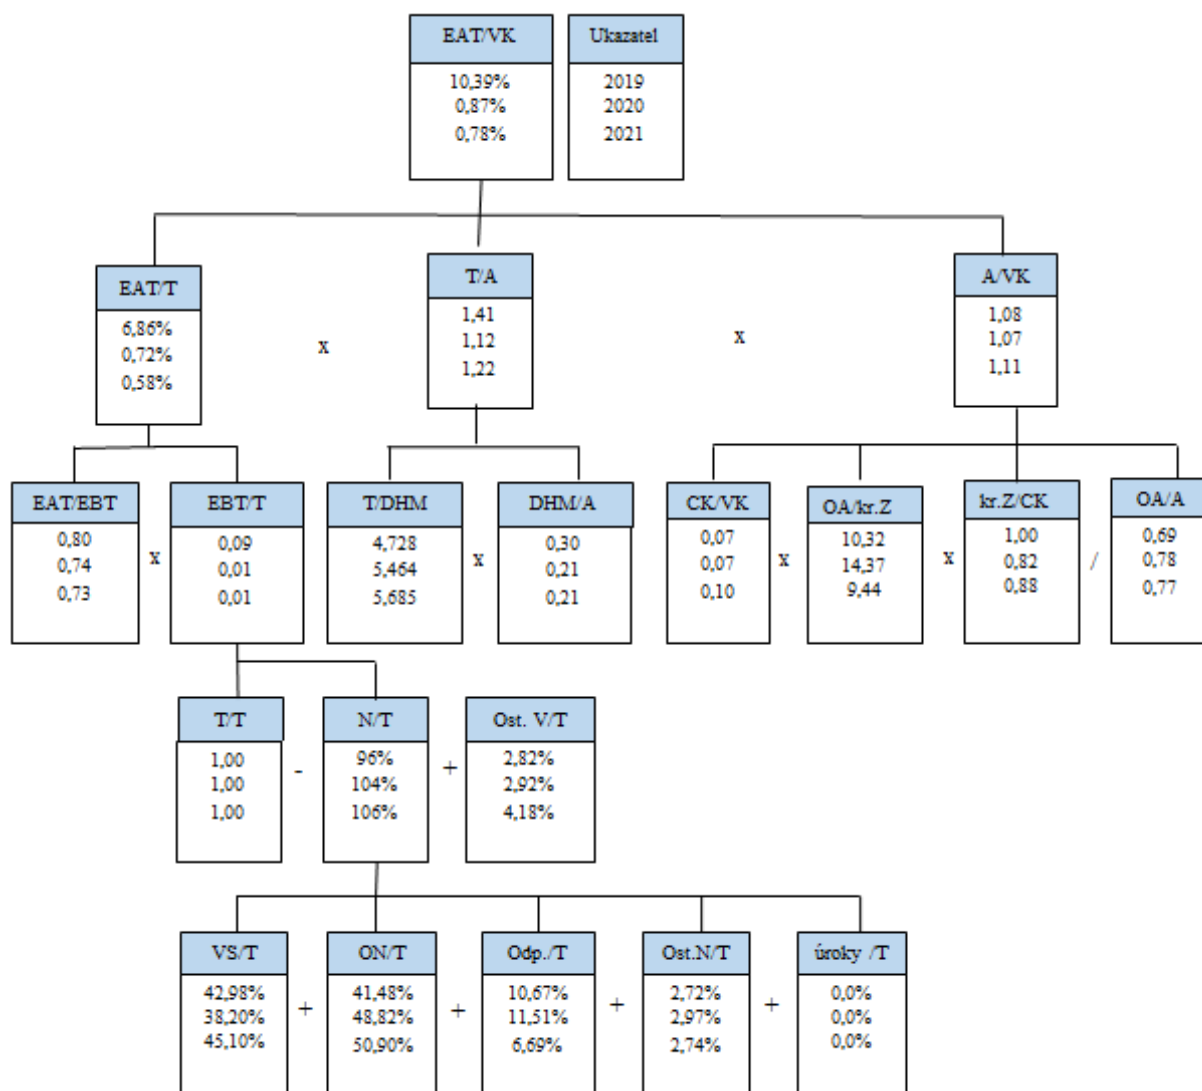 EAT/VK
10,39%
0,87%
0,78%
Ukazatel
2019
2020
2021
EAT/T
6,86%
0,72%
0,58%
x
T/A
1,41
1,12
1,22
x
A/VK
1,08
1,07
1,11
EAT/EBT
0,80
0,74
0,73
x
EBT/T
0,09
0,01
0,01
T/DHM
4,728
5,464
5,685
x
DHM/A
0,30
0,21
0,21
CK/VK
0,07
0,07
0,10
x
OA/kr.Z
10,32
14,37
9,44
x
kr.Z/CK
1,00
0,82
0,88
/
OA/A
0,69
0,78
0,77
T/T
1,00
1,00
1,00
-
N/T
96%
104%
106%
+
Ost. V/T
2,82%
2,92%
4,18%
VS/T
42,98%
38,20%
45,10%
+
ON/T
41,48%
48,82%
50,90%
+
Odp./T
10,67%
11,51%
6,69%
+
Ost.N/T
2,72%
2,97%
2,74%
+
úroky /T
0,0%
0,0%
0,0%